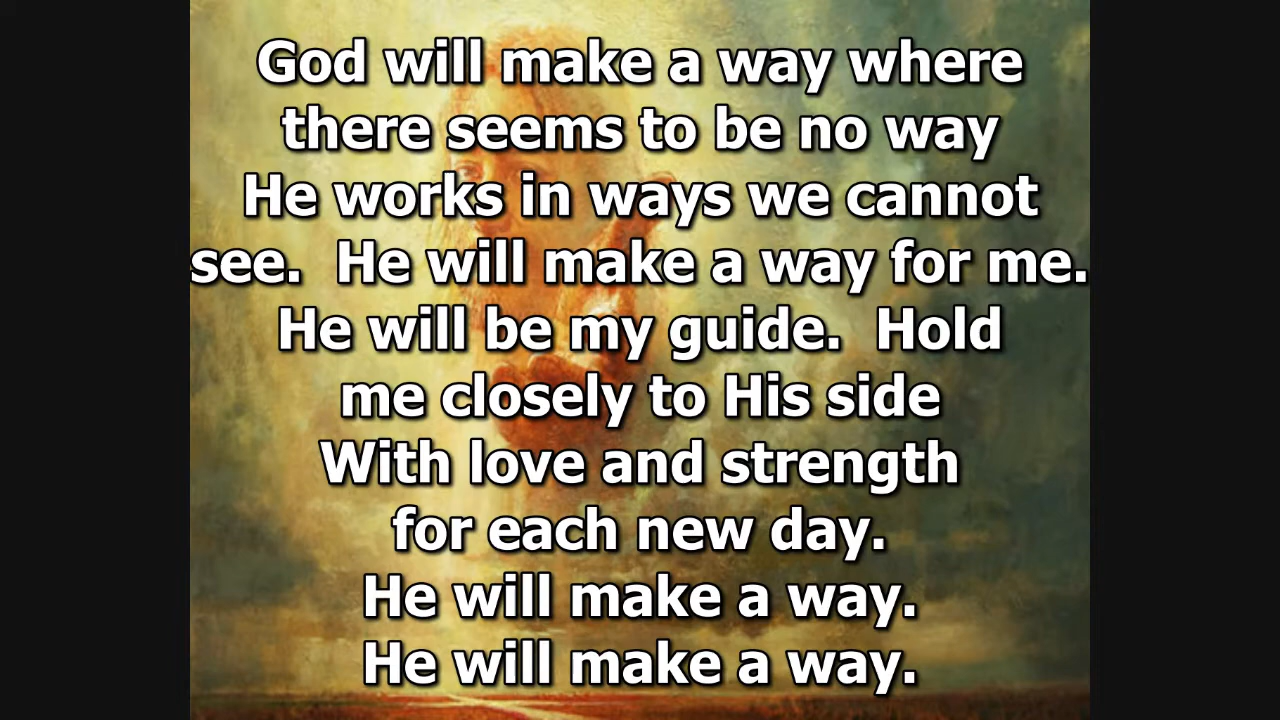 God will make a way where
there seems to be no way
He works in ways we cannot
see.  He will make a way for me.
He will be my guide.  Hold
me closely to His side
With love and strength
for each new day.
He will make a way.
He will make a way.